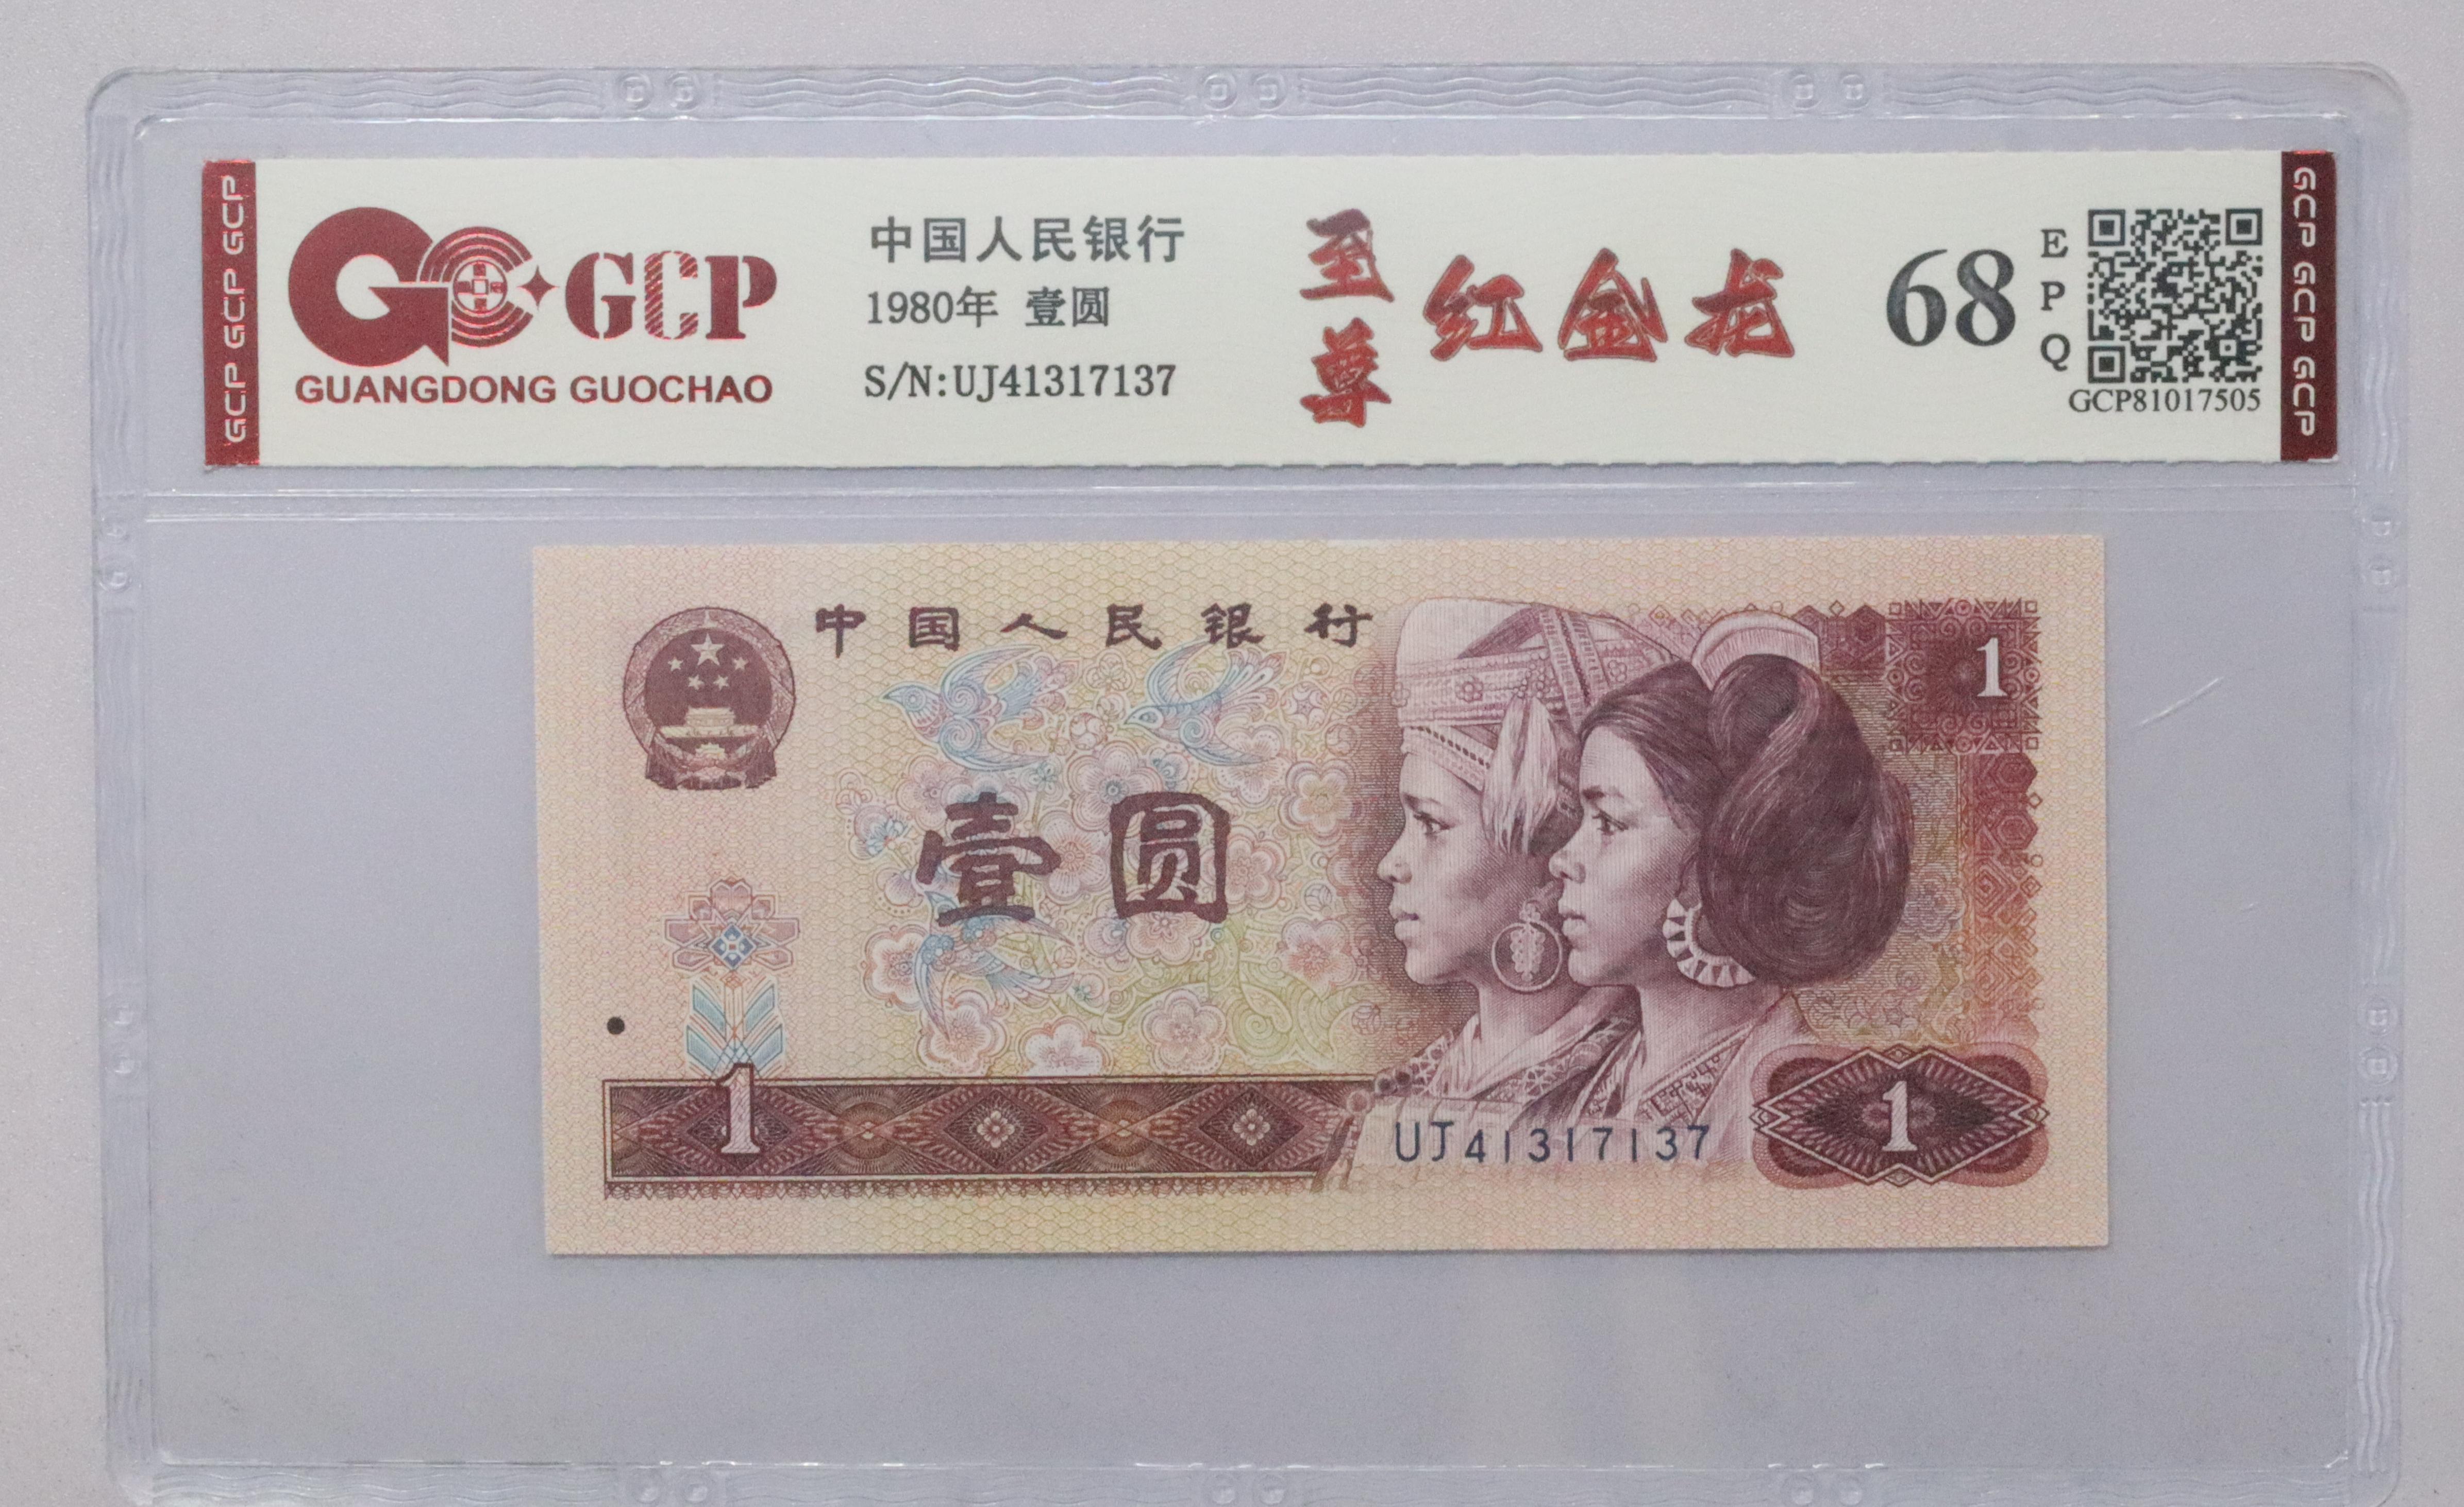 GCP GCP GCP
GCP
GUANGDONG GUOCHAO
中国人民银行
1980年 壹圆
S/N:UJ41317137
至尊
红金龙
68
EPQ
GCP81017505
GCP GCP GCP
中国人民银行
1
壹圆
1
UJ41317137
1